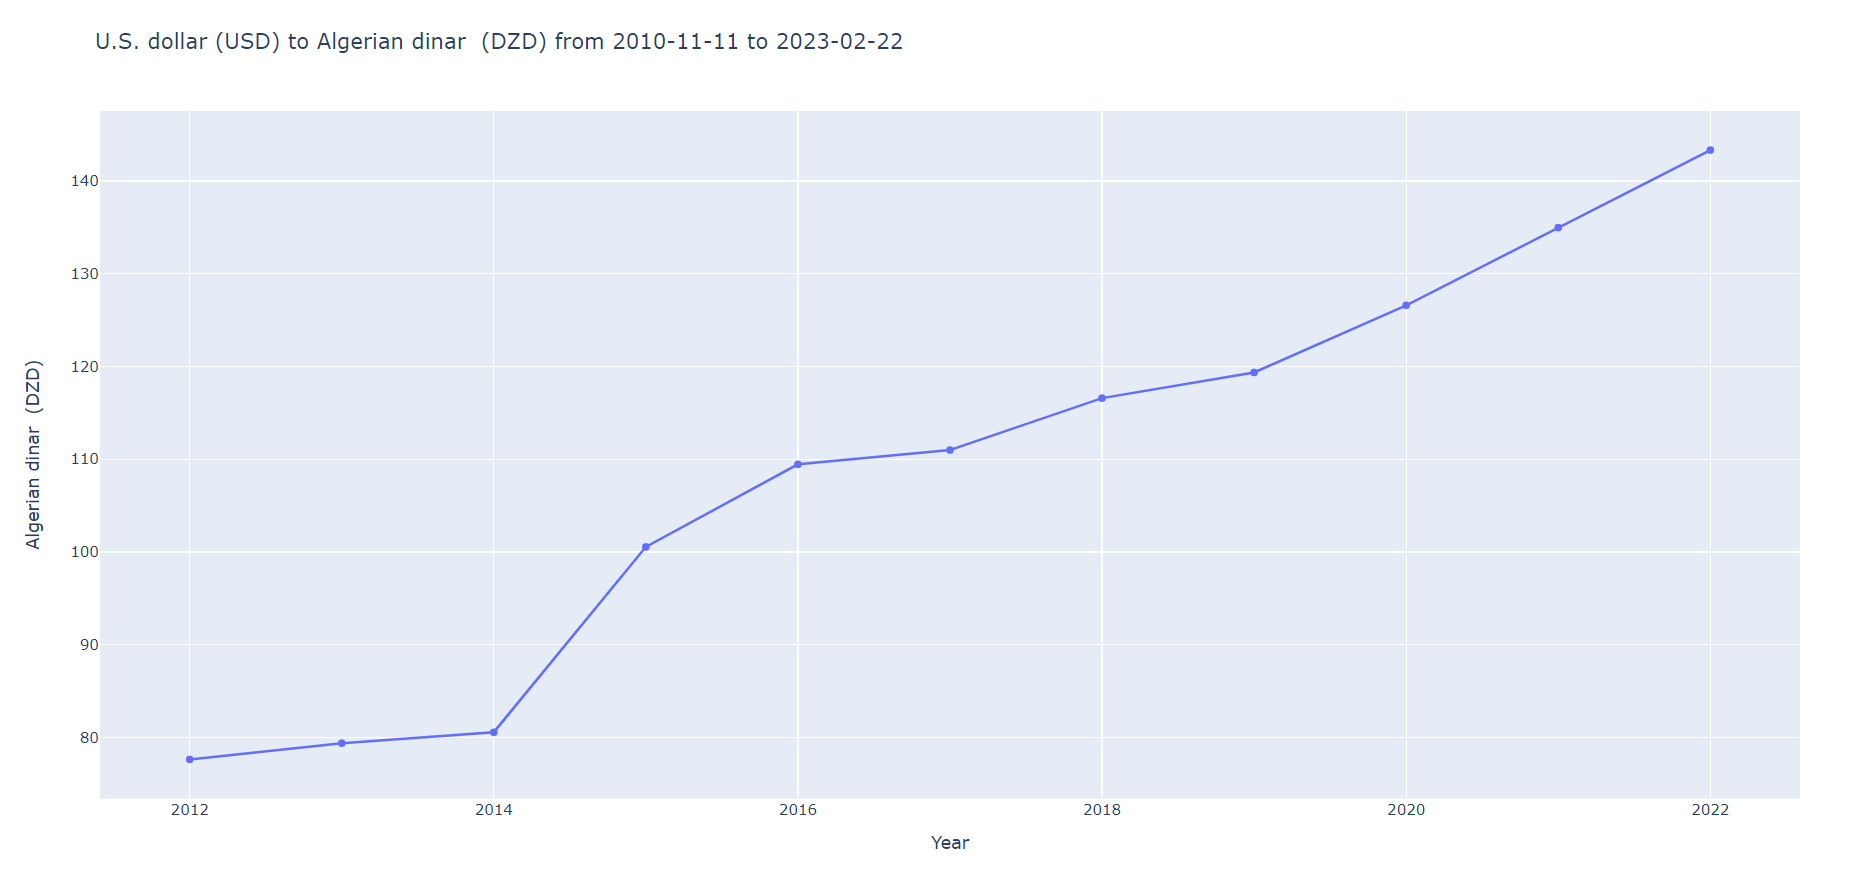 U.S. dollar (USD) to Algerian dinar  (DZD) from 2010-11-11 to 2023-02-22
Algerian dinar  (DZD)
140
130
120
110
100
90
80
2012 2014 2016 2018 2020 2022
Year